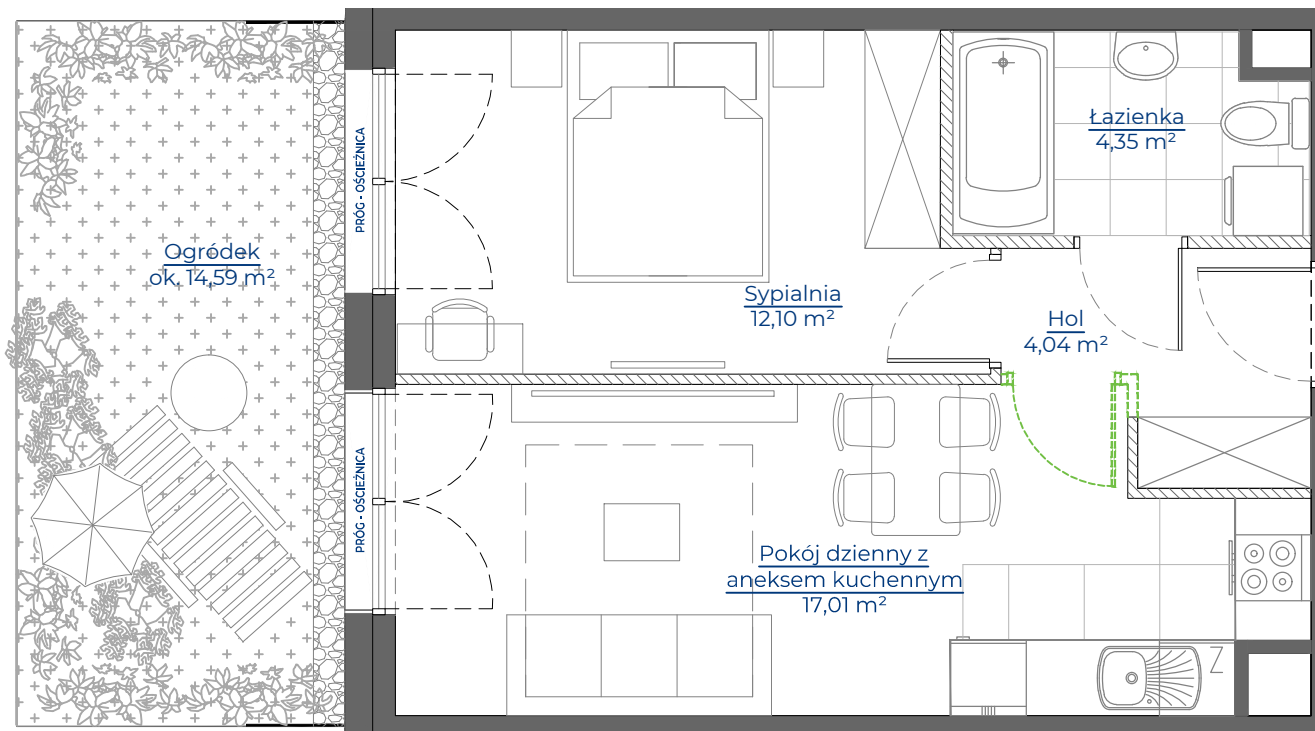 Łazienka
4,35 m²
PRÓG - OŚCIEŻNICA
Ogródek
ok. 14,59 m²
Sypialnia
12,10 m²
Hol
4,04 m²
PRÓG - OŚCIEŻNICA
Pokój dzienny z
aneksem kuchennym
17,01 m²
Z